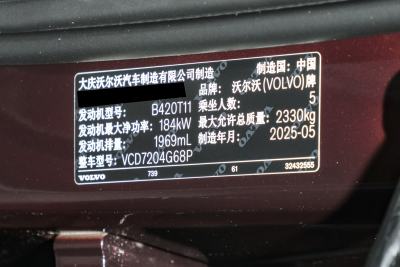 大庆沃尔沃汽车制造有限公司制造 制造国：中国
品牌：沃尔沃(VOLVO)牌
发动机型号： B420T11 乘坐人数： 5
发动机最大净功率： 184kW 最大允许总质量： 2330kg
发动机排量： 1969mL 制造年月： 2025-05
整车型号： VCD7204G68P
VOLVO 739 61 32432555